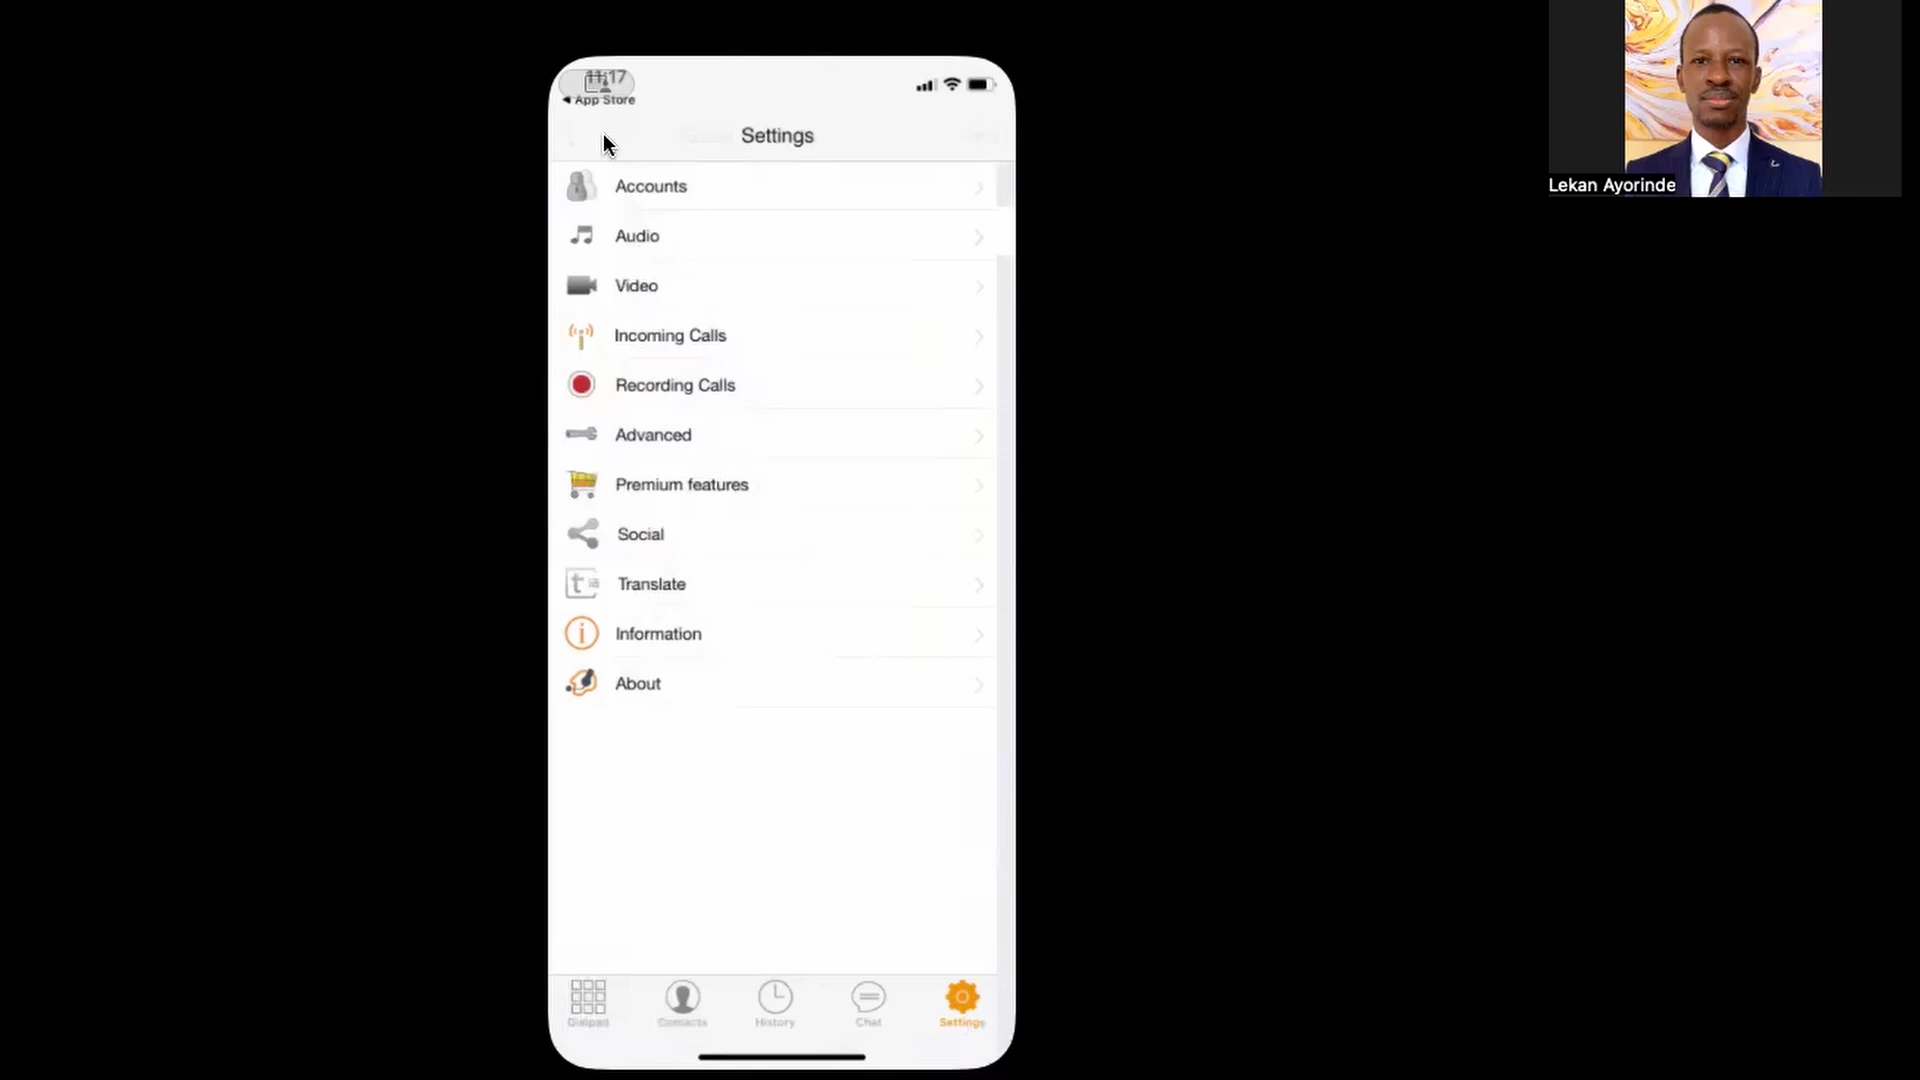 11:17
App Store
Settings
Accounts
Audio
Video
Incoming Calls
Recording Calls
Advanced
Premium features
Social
Translate
Information
About
Dialpad
Contacts
History
Chat
Settings
Lekan Ayorinde